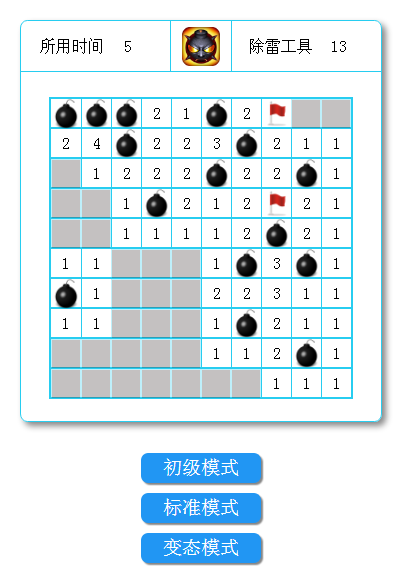 所用时间 5 除雷工具 13
2 1 2
2 4 2 2 3 2 1 1
1 2 2 2 2 2 1
1 2 1 2 2 1
1 1 1 1 2 2 1
1 1 1 3 1
1 2 2 3 1 1
1 1 1 2 1 1
1 1 2 1
1 1 1
初级模式
标准模式
变态模式